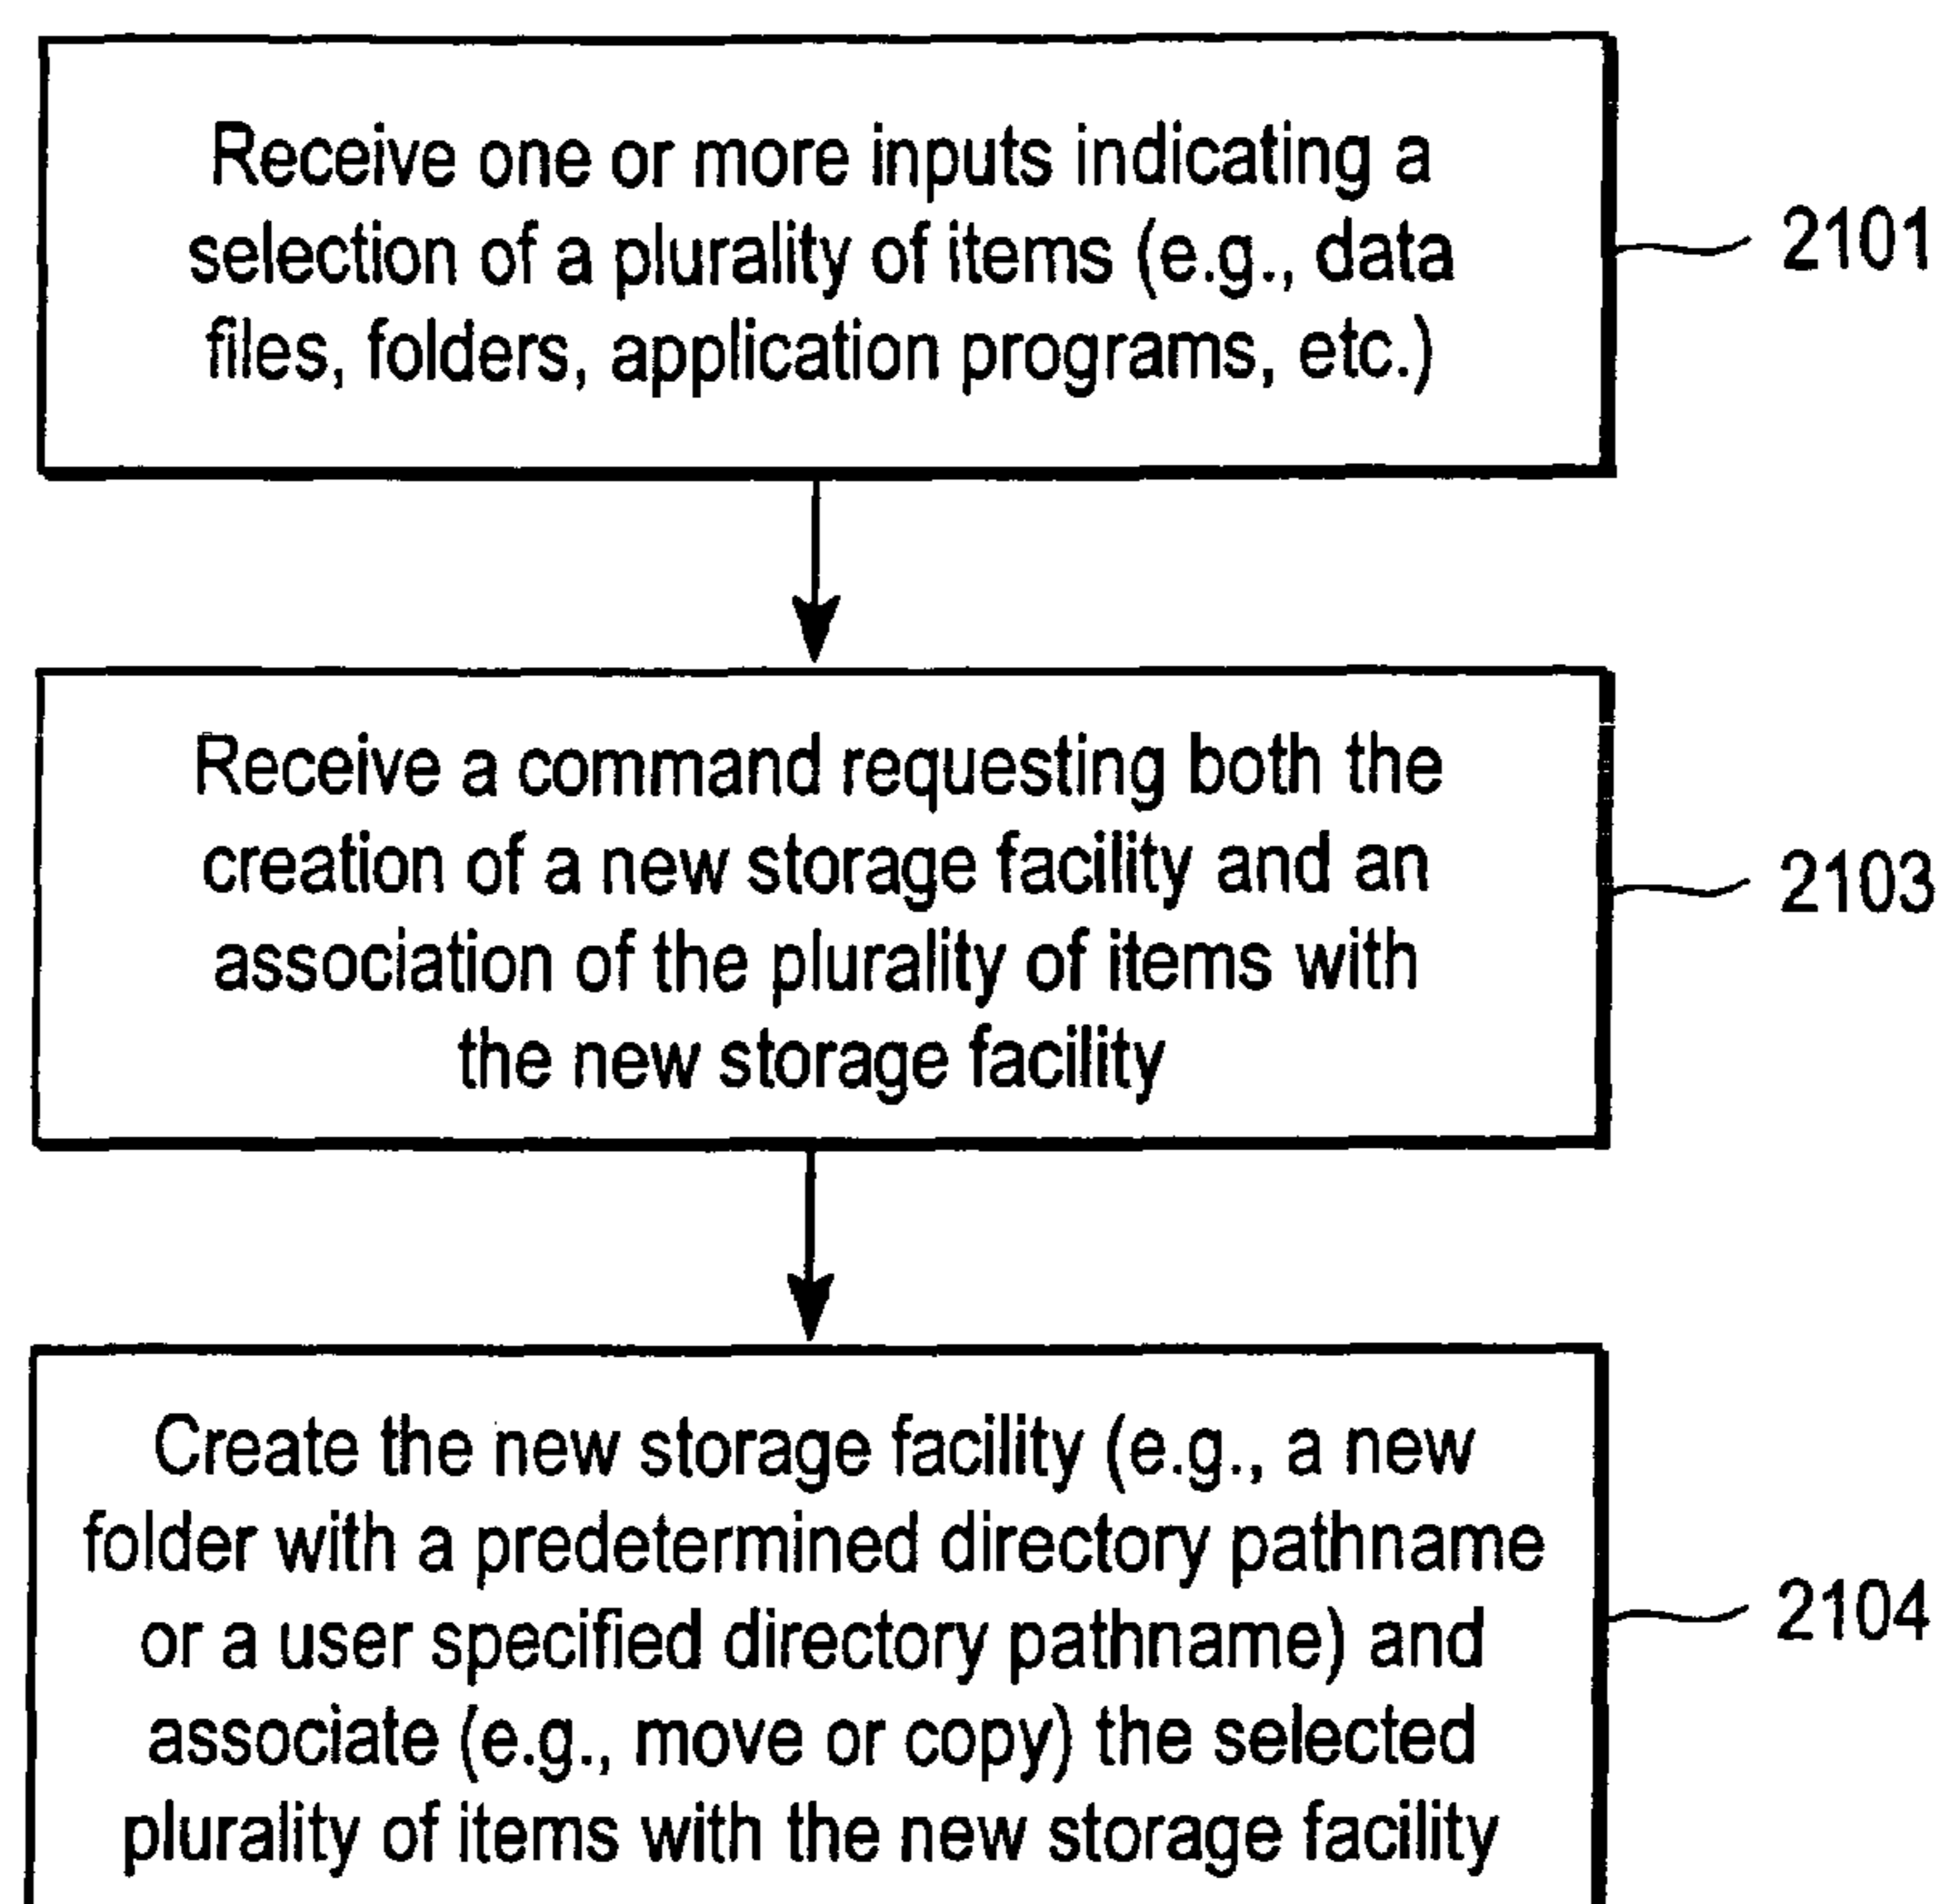 Receive one or more inputs indicating a
selection of a plurality of items (e.g., data
files, folders, application programs, etc.)
2101
Receive a command requesting both the
creation of a new storage facility and an
association of the plurality of items with
the new storage facility
2103
Create the new storage facility (e.g., a new
folder with a predetermined directory pathname
or a user specified directory pathname) and
associate (e.g., move or copy) the selected
plurality of items with the new storage facility
2104